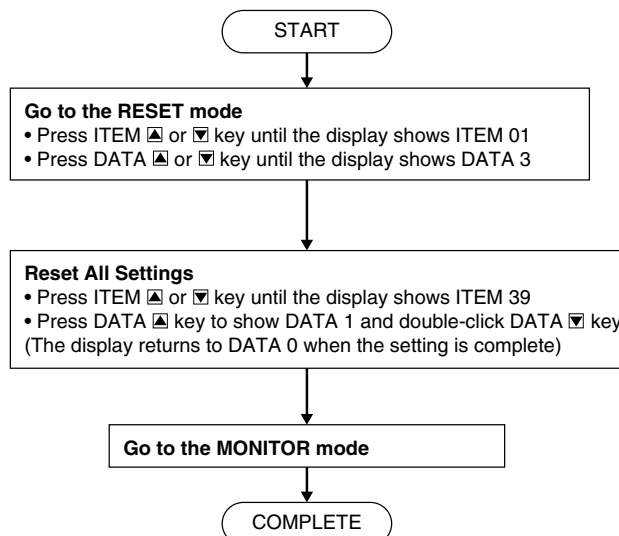 START
Go to the RESET mode
• Press ITEM ▲ or ▼ key until the display shows ITEM 01
• Press DATA ▲ or ▼ key until the display shows DATA 3
Reset All Settings
• Press ITEM ▲ or ▼ key until the display shows ITEM 39
• Press DATA ▲ key to show DATA 1 and double-click DATA ▼ key
(The display returns to DATA 0 when the setting is complete)
Go to the MONITOR mode
COMPLETE